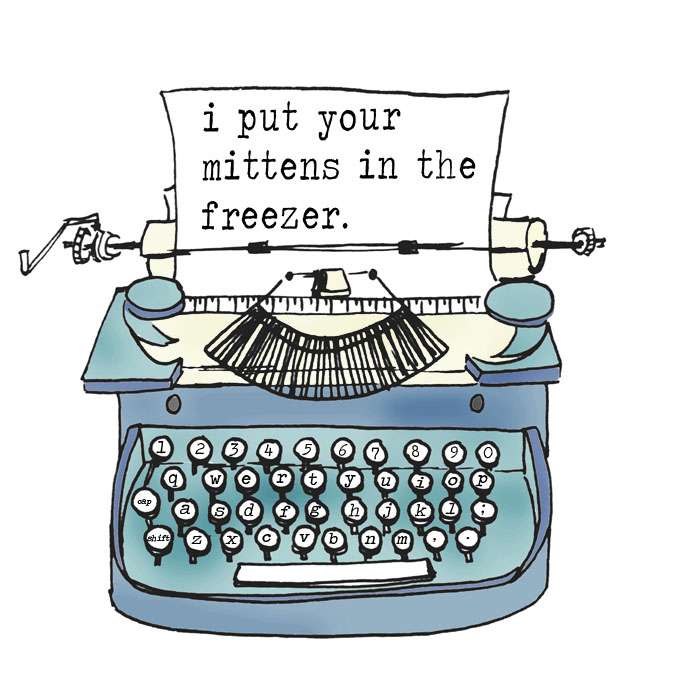 i put your
mittens in the
freezer.
1 2 3 4 5 6 7 8 9 0
q w e r t y u i o p
cap a s d f g h j k l ;
shift z x c v b n m , .